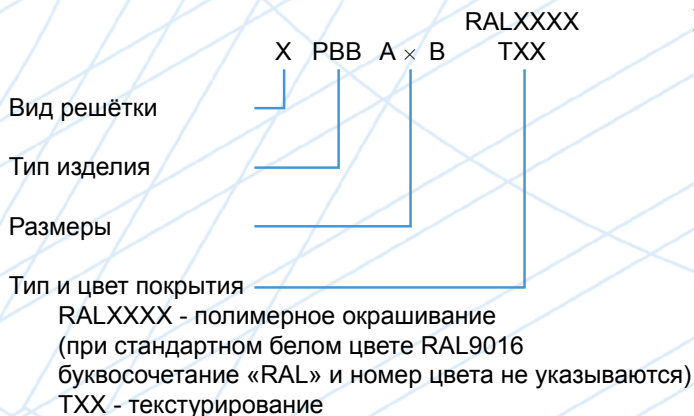 RALXXXX
X РВВ А × В TXX
Вид решётки
Тип изделия
Размеры
Тип и цвет покрытия
RALXXXX - полимерное окрашивание
(при стандартном белом цвете RAL9016
буквосочетание «RAL» и номер цвета не указываются)
TXX - текстурирование